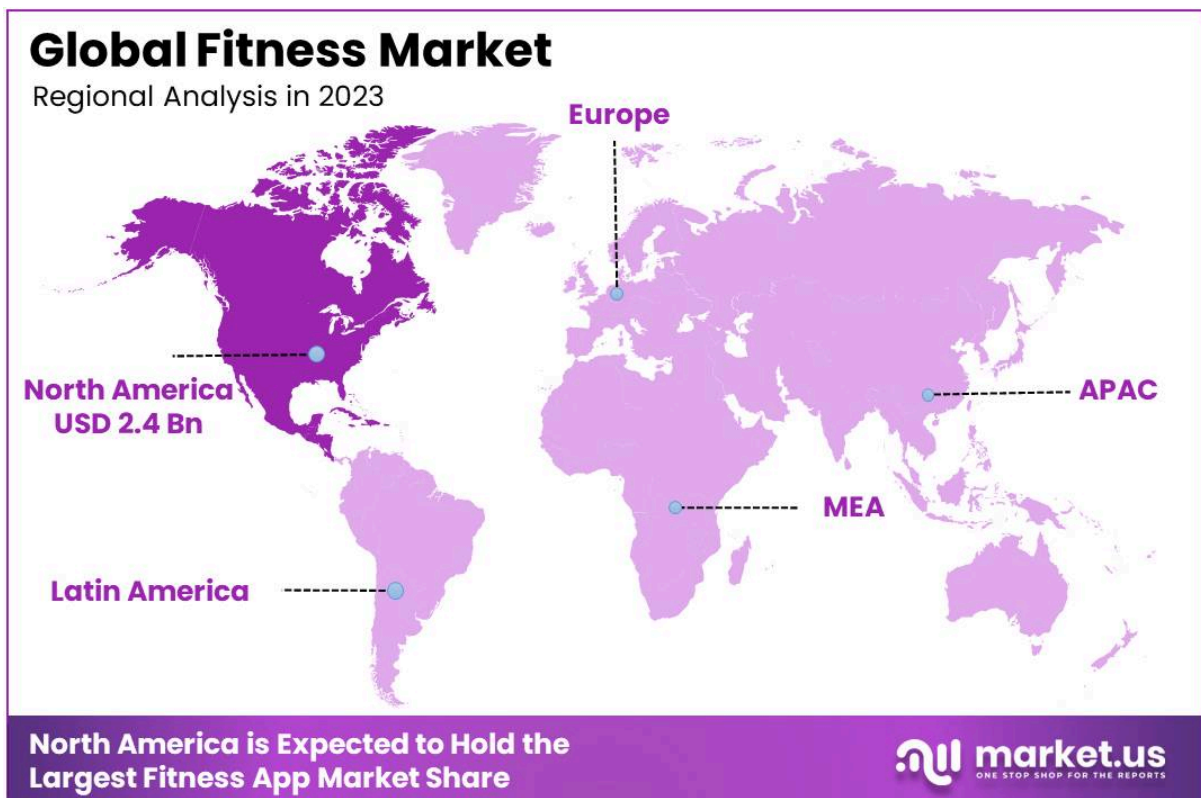 Global Fitness Market
Regional Analysis in 2023
Europe
North America
USD 2.4 Bn
APAC
MEA
Latin America
North America is Expected to Hold the
Largest Fitness App Market Share
market.us
ONE STOP SHOP FOR THE REPORTS